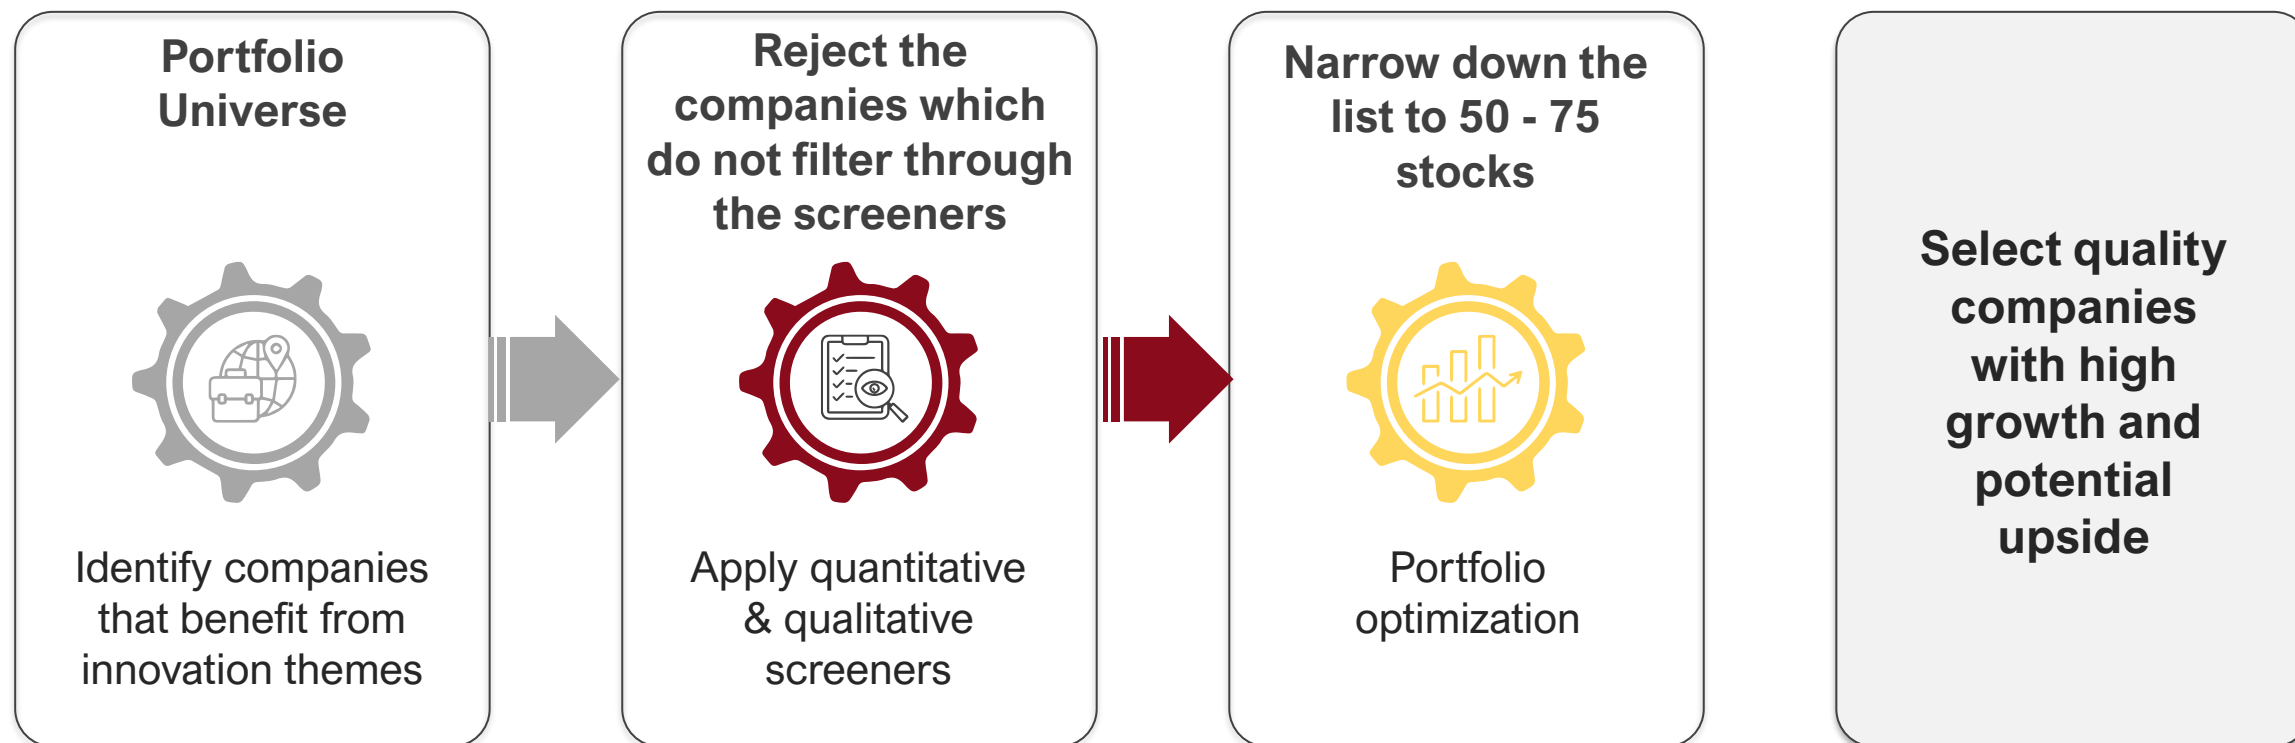 Portfolio
Universe
Identify companies
that benefit from
innovation themes
Reject the
companies which
do not filter through
the screeners
Apply quantitative
& qualitative
screeners
Narrow down the
list to 50 - 75
stocks
Portfolio
optimization
Select quality
companies
with high
growth and
potential
upside